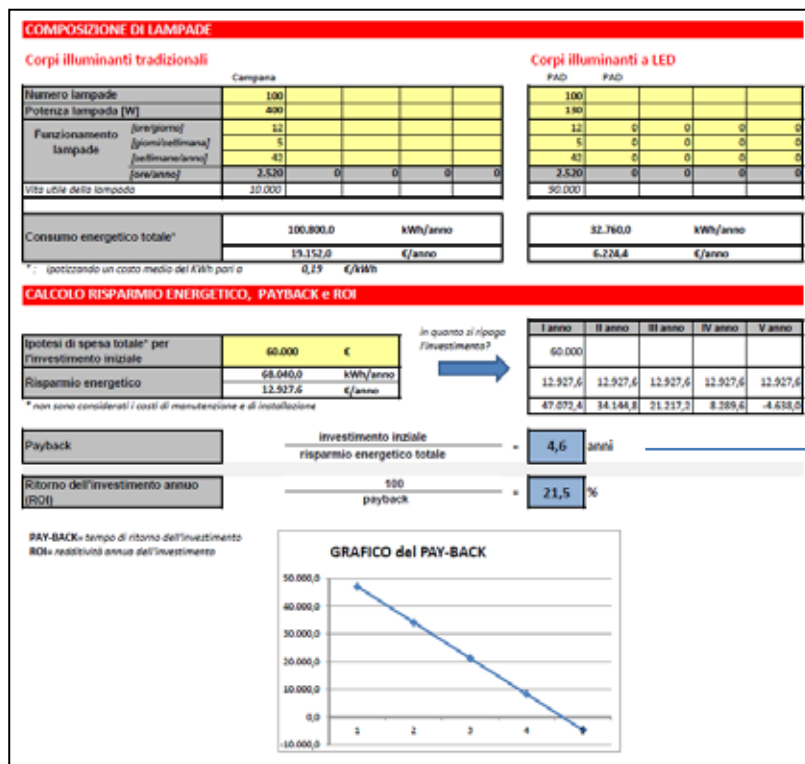 COMPOSIZIONE DI LAMPADE
Corpi illuminanti tradizionali
Corpi illuminanti a LED
Campana
PAD PAD
Numero lampade 100 100
Potenza lampada [W] 400 130
Funzionamento lampade
[ore/giorno] 12 12 0 0 0 0
[giorni/settimana] 5 5 0 0 0 0
[settimane/anno] 42 42 0 0 0 0
[ore/anno] 2.520 0 0 0 0 2.520 0 0 0 0
Vita utile della lampada 10.000 90.000
Consumo energetico totale*
100.800,0 kWh/anno 32.760,0 kWh/anno
19.152,0 €/anno 6.224,4 €/anno
* : ipotizzando un costo medio del KWh pari a 0,19 €/kWh
CALCOLO RISPARMIO ENERGETICO, PAYBACK e ROI
in quanto si ripaga
l'investimento?
I anno II anno III anno IV anno V anno
Ipotesi di spesa totale* per
l'investimento iniziale
60.000 €
60.000
Risparmio energetico
68.040,0 kWh/anno
12.927,6 €/anno
12.927,6 12.927,6 12.927,6 12.927,6 12.927,6
* non sono considerati i costi di manutenzione e di installazione
47.072,4 34.144,8 21.217,2 8.289,6 -4.638,0
Payback
investimento inziale
risparmio energetico totale
= 4,6 anni
Ritorno dell'investimento annuo
(ROI)
100
payback
= 21,5 %
PAY-BACK= tempo di ritorno dell'investimento
ROI= redditività annua dell'investimento
GRAFICO del PAY-BACK
50.000,0
40.000,0
30.000,0
20.000,0
10.000,0
0,0
-10.000,0
1 2 3 4